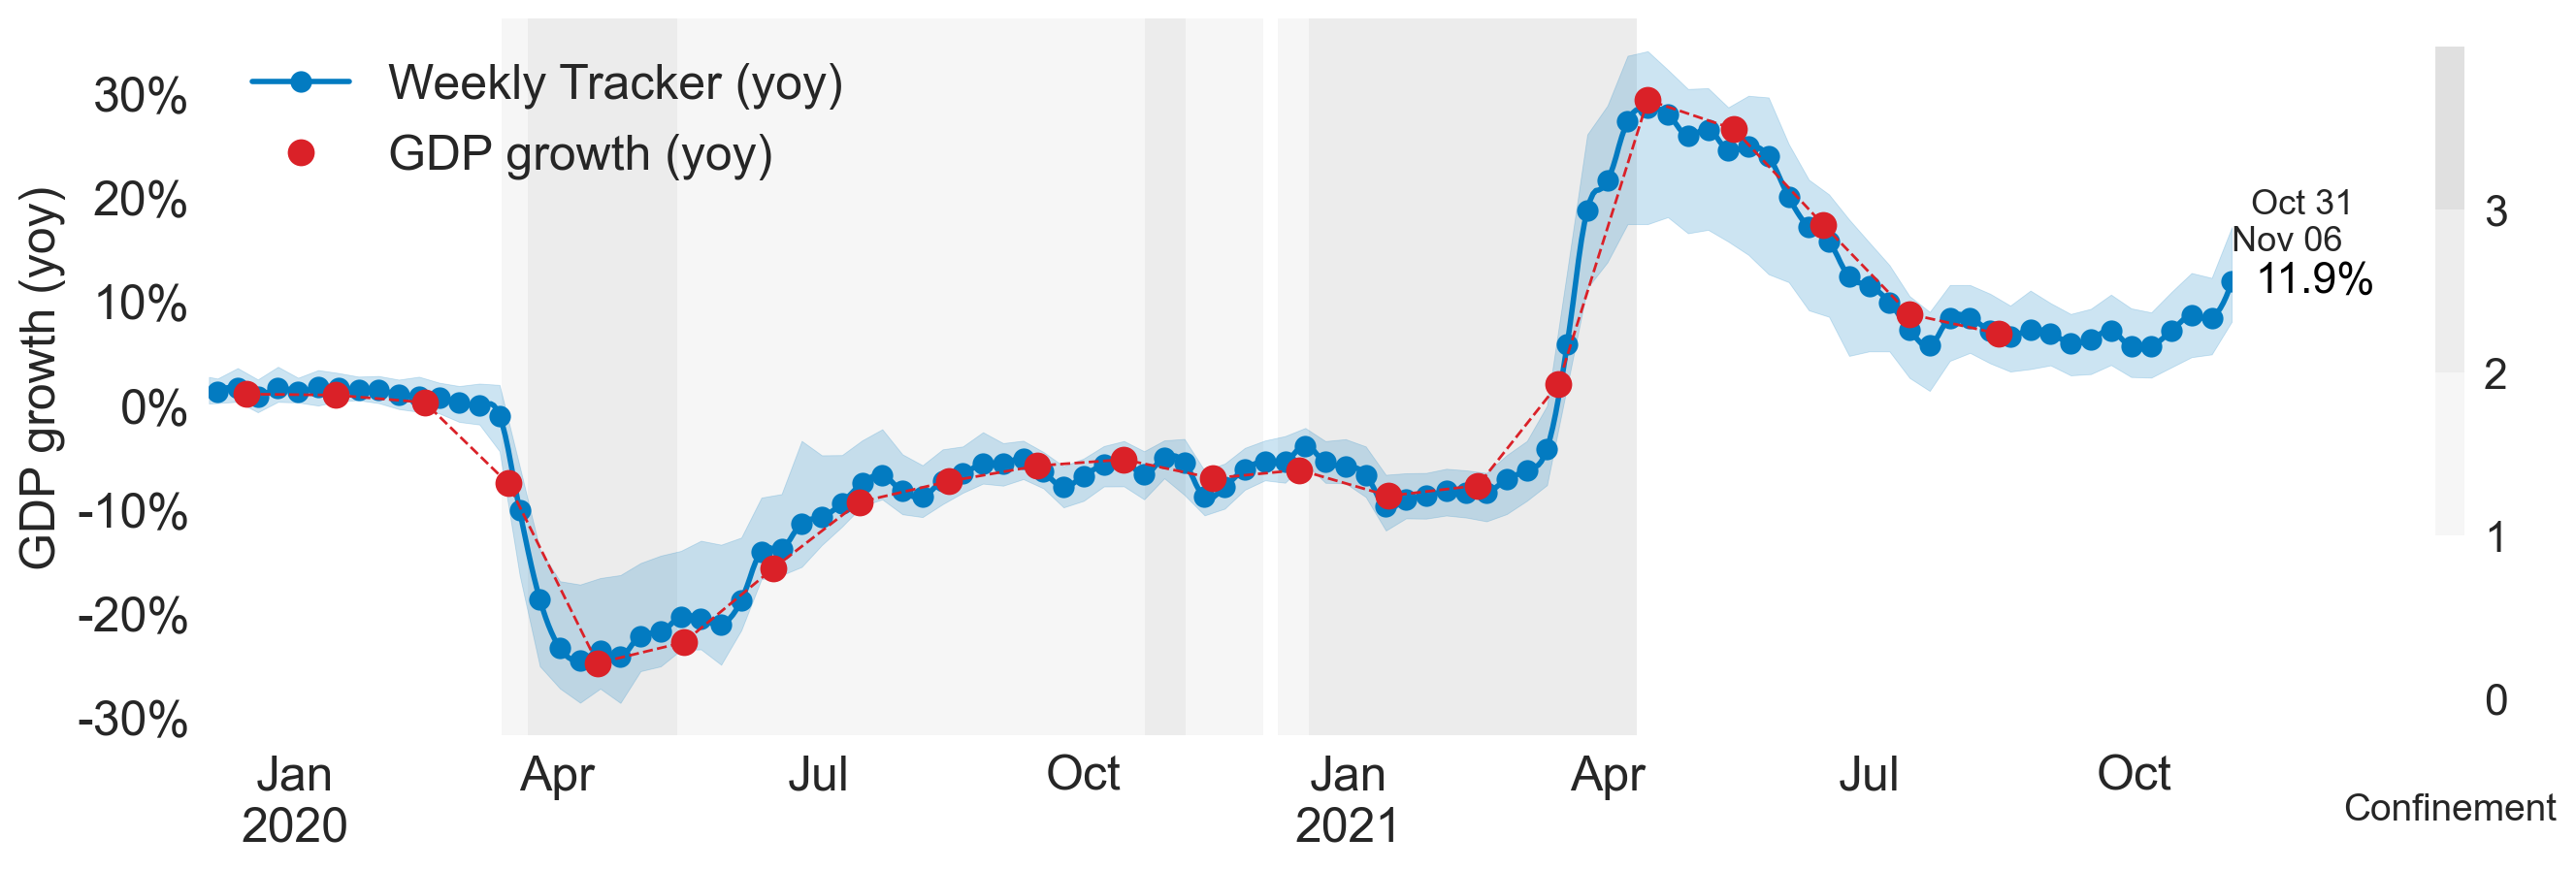 Weekly Tracker (yoy)
GDP growth (yoy)
GDP growth (yoy)
30%
20%
10%
0%
-10%
-20%
-30%
Jan
2020
Apr
Jul
Oct
Jan
2021
Apr
Jul
Oct
Oct 31
Nov 06
11.9%
3
2
1
0
Confinement